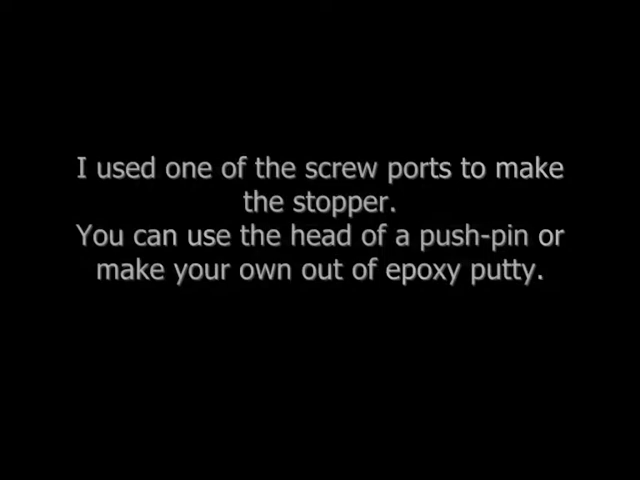 I used one of the screw ports to make
the stopper.
You can use the head of a push-pin or
make your own out of epoxy putty.